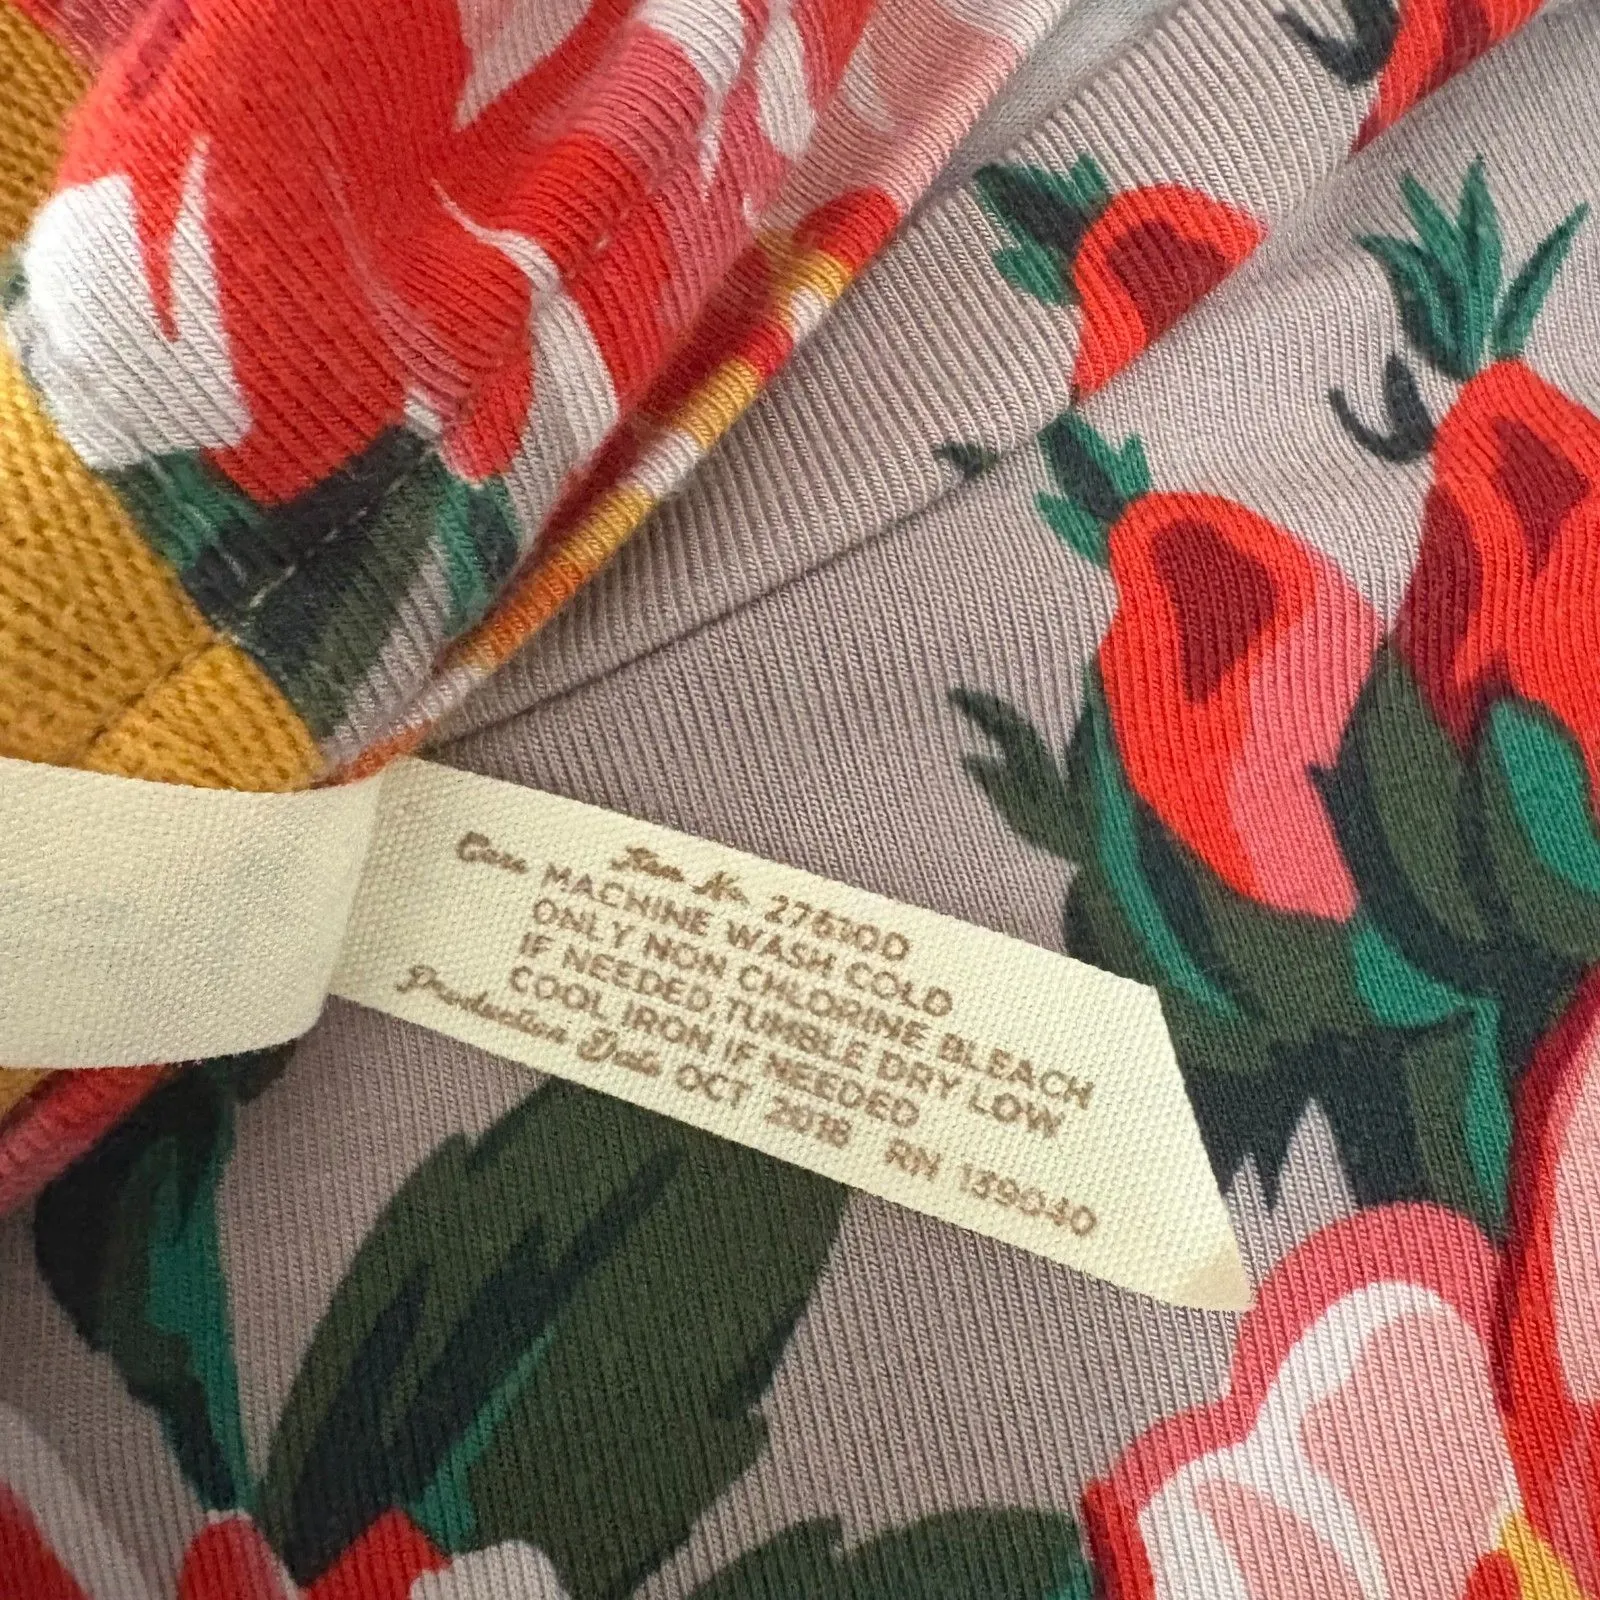 Item No. 27630D
Care MACHINE WASH COLD
ONLY NON CHLORINE BLEACH
IF NEEDED, TUMBLE DRY LOW
COOL IRON IF NEEDED
Production Date OCT 2018 RN 139040